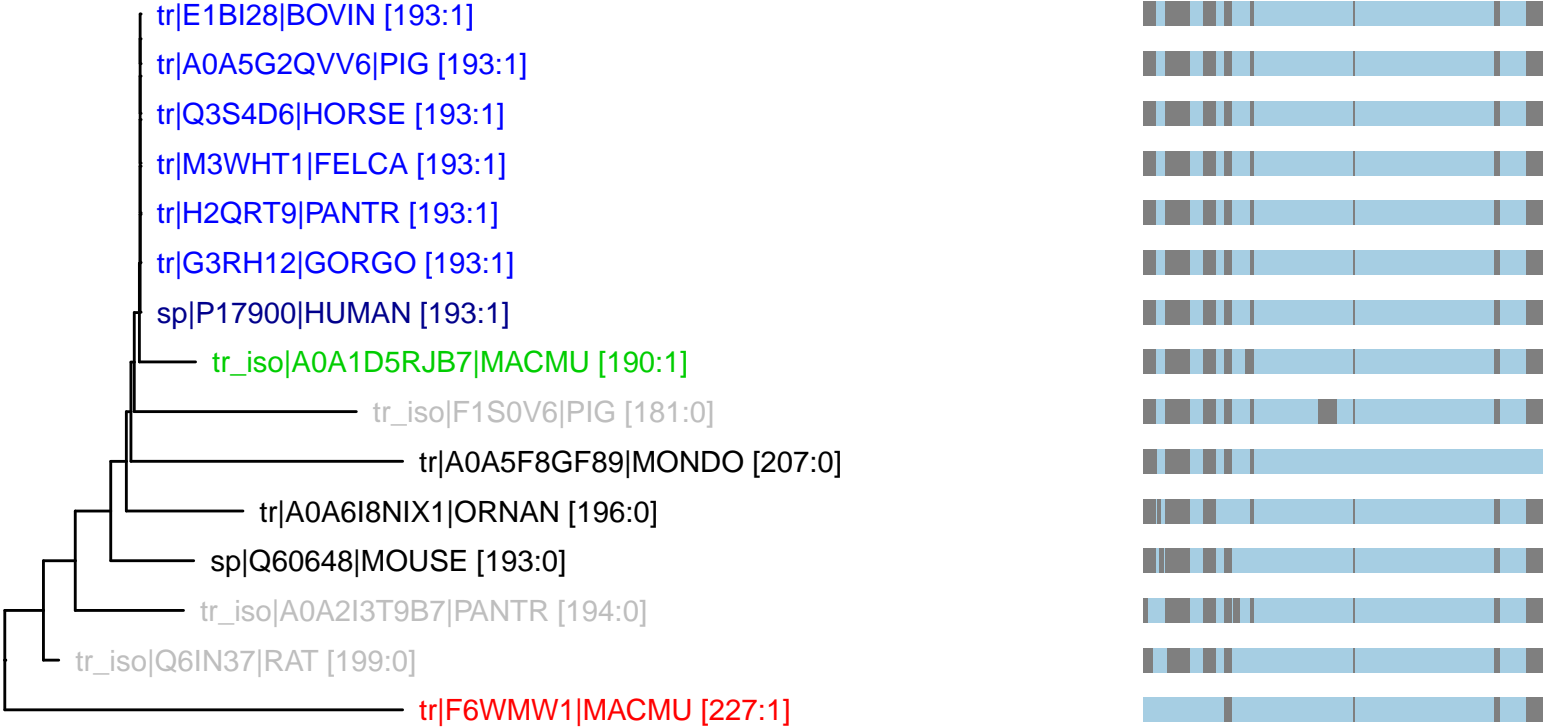 tr|E1BI28|BOVIN [193:1]
tr|A0A5G2QVV6|PIG [193:1]
tr|Q3S4D6|HORSE [193:1]
tr|M3WHT1|FELCA [193:1]
tr|H2QRT9|PANTR [193:1]
tr|G3RH12|GORGO [193:1]
sp|P17900|HUMAN [193:1]
tr_iso|A0A1D5RJB7|MACMU [190:1]
tr_iso|F1S0V6|PIG [181:0]
tr|A0A5F8GF89|MONDO [207:0]
tr|A0A6I8NIX1|ORNAN [196:0]
sp|Q60648|MOUSE [193:0]
tr_iso|A0A2I3T9B7|PANTR [194:0]
tr_iso|Q6IN37|RAT [199:0]
tr|F6WMW1|MACMU [227:1]